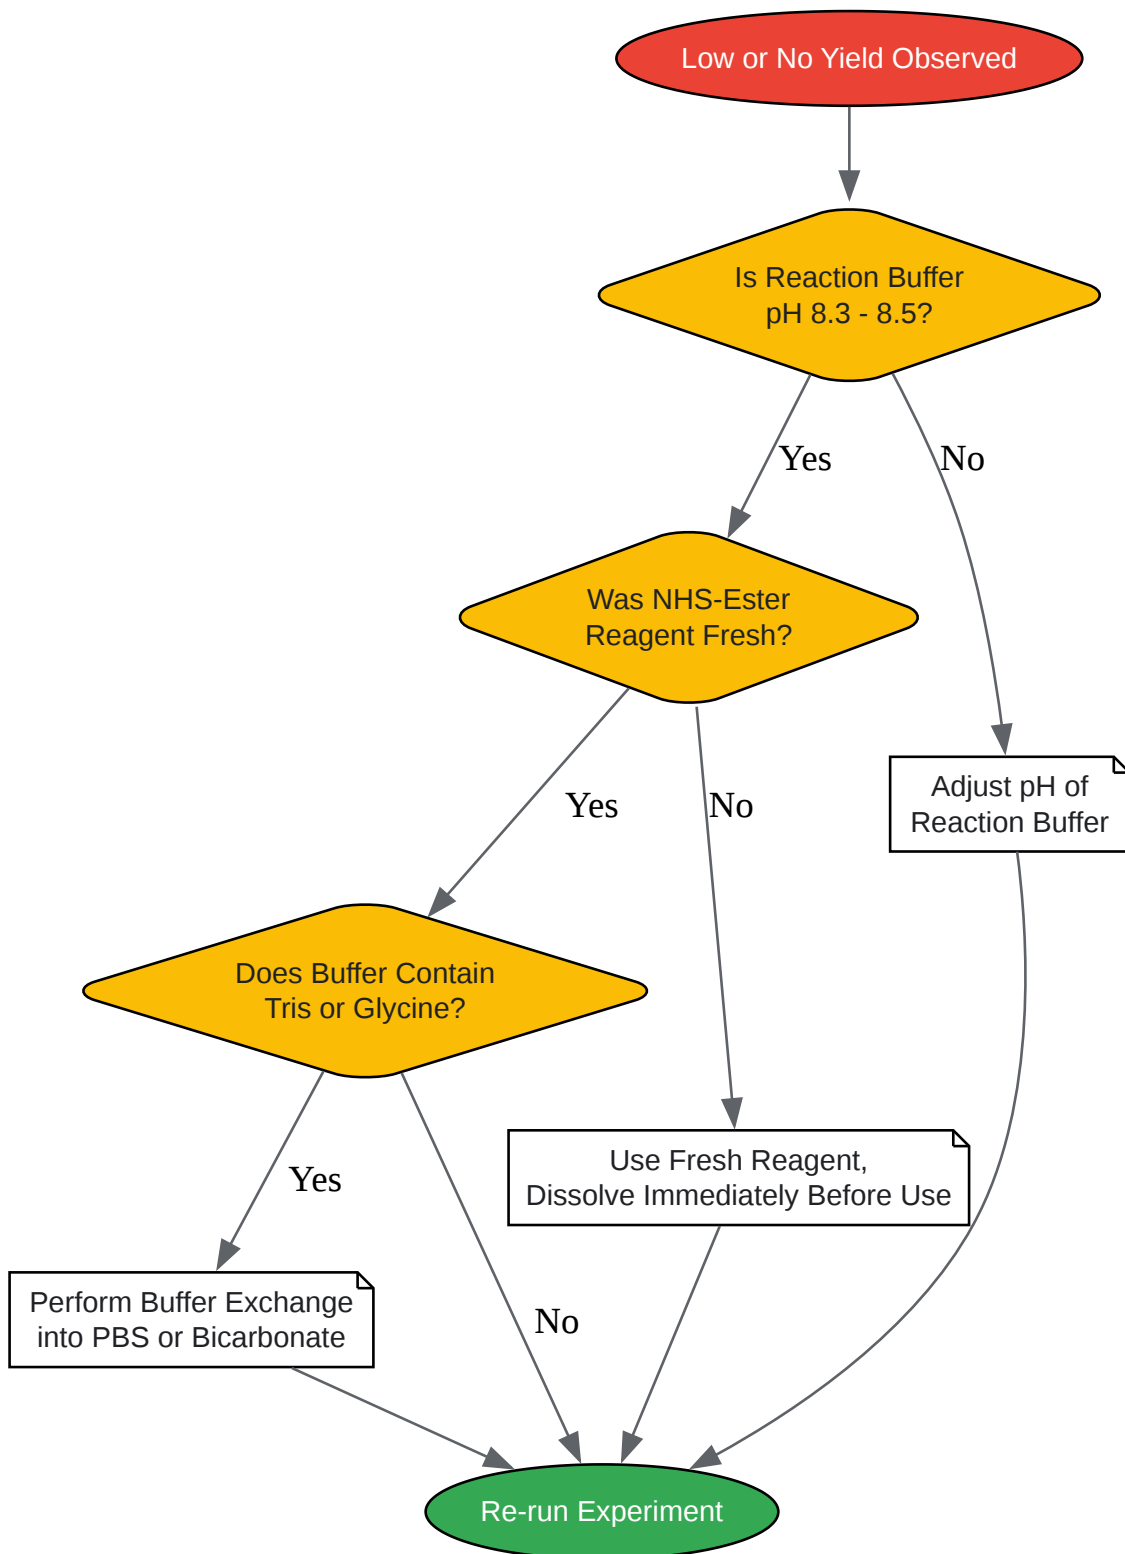 Low or No Yield Observed
Is Reaction Buffer
pH 8.3 - 8.5?
Yes
No
Was NHS-Ester
Reagent Fresh?
Adjust pH of
Reaction Buffer
Yes
No
Does Buffer Contain
Tris or Glycine?
Use Fresh Reagent,
Dissolve Immediately Before Use
Yes
Perform Buffer Exchange
into PBS or Bicarbonate
No
Re-run Experiment